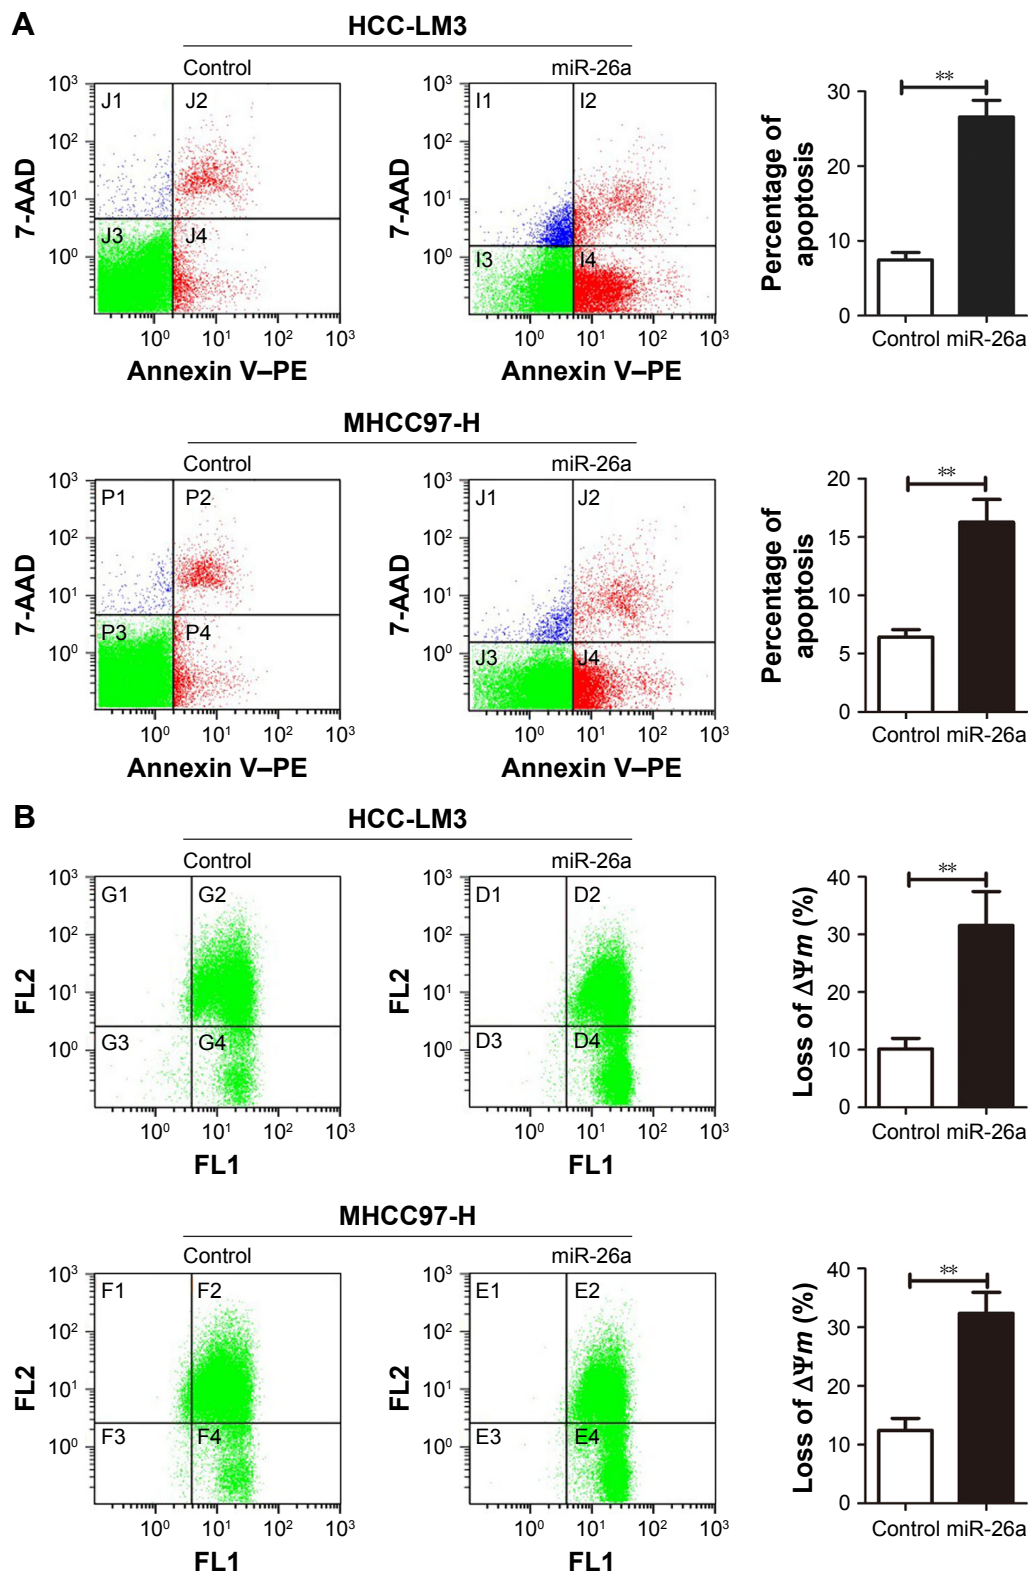 A
HCC-LM3
Control
miR-26a
10³
10²
10¹
10⁰
7-AAD
J1
J2
J3
J4
10⁰ 10¹ 10² 10³
Annexin V–PE
10³
10²
10¹
10⁰
7-AAD
I1
I2
I3
I4
10⁰ 10¹ 10² 10³
Annexin V–PE
Percentage of
apoptosis
30
20
10
0
**
Control miR-26a
MHCC97-H
Control
miR-26a
10³
10²
10¹
10⁰
7-AAD
P1
P2
P3
P4
10⁰ 10¹ 10² 10³
Annexin V–PE
10³
10²
10¹
10⁰
7-AAD
J1
J2
J3
J4
10⁰ 10¹ 10² 10³
Annexin V–PE
Percentage of
apoptosis
20
15
10
5
0
**
Control miR-26a
B
HCC-LM3
Control
miR-26a
10³
10²
10¹
10⁰
FL2
G1
G2
G3
G4
10⁰ 10¹ 10² 10³
FL1
10³
10²
10¹
10⁰
FL2
D1
D2
D3
D4
10⁰ 10¹ 10² 10³
FL1
Loss of ΔΨm (%)
40
30
20
10
0
**
Control miR-26a
MHCC97-H
Control
miR-26a
10³
10²
10¹
10⁰
FL2
F1
F2
F3
F4
10⁰ 10¹ 10² 10³
FL1
10³
10²
10¹
10⁰
FL2
E1
E2
E3
E4
10⁰ 10¹ 10² 10³
FL1
Loss of ΔΨm (%)
40
30
20
10
0
**
Control miR-26a